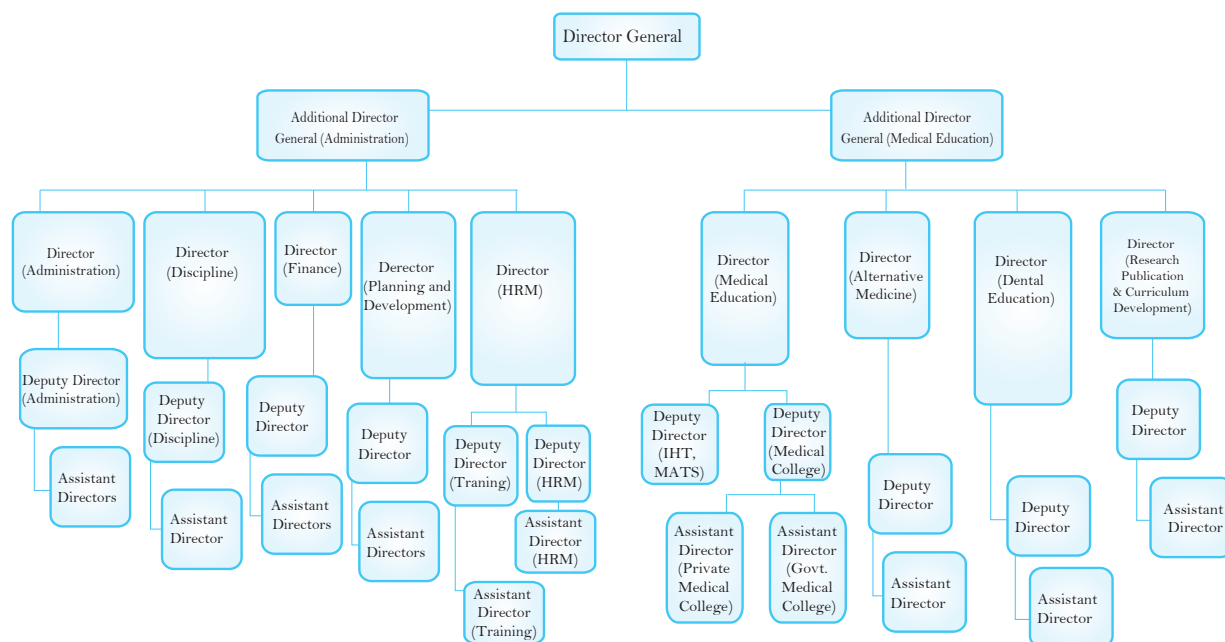 Director General
Additional Director
General (Administration)
Additional Director
General (Medical Education)
Director
(Administration)
Director
(Discipline)
Director
(Finance)
Derector
(Planning and
Development)
Director
(HRM)
Director
(Medical
Education)
Director
(Alternative
Medicine)
Director
(Dental
Education)
Director
(Research
Publication
& Curriculum
Development)
Deputy Director
(Administration)
Deputy
Director
(Discipline)
Deputy
Director
Deputy
Director
Deputy
Director
(Traning)
Deputy
Director
(HRM)
Deputy
Director
(IHT,
MATS)
Deputy
Director
(Medical
College)
Deputy
Director
Deputy
Director
Deputy
Director
Assistant
Directors
Assistant
Director
Assistant
Directors
Assistant
Directors
Assistant
Director
(HRM)
Assistant
Director
(Training)
Assistant
Director
(Private
Medical
College)
Assistant
Director
(Govt.
Medical
College)
Assistant
Director
Assistant
Director
Assistant
Director